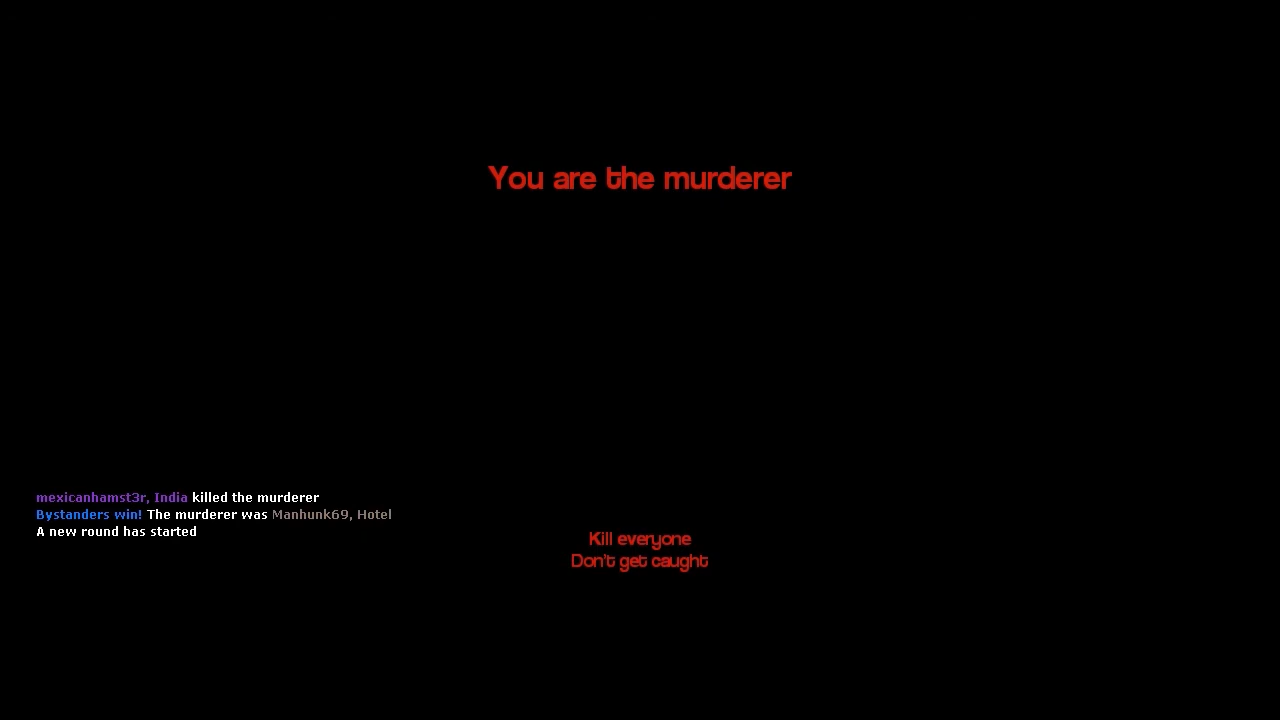 You are the murderer
mexicanhamst3r, India killed the murderer
Bystanders win! The murderer was Manhunk69, Hotel
A new round has started
Kill everyone
Don't get caught